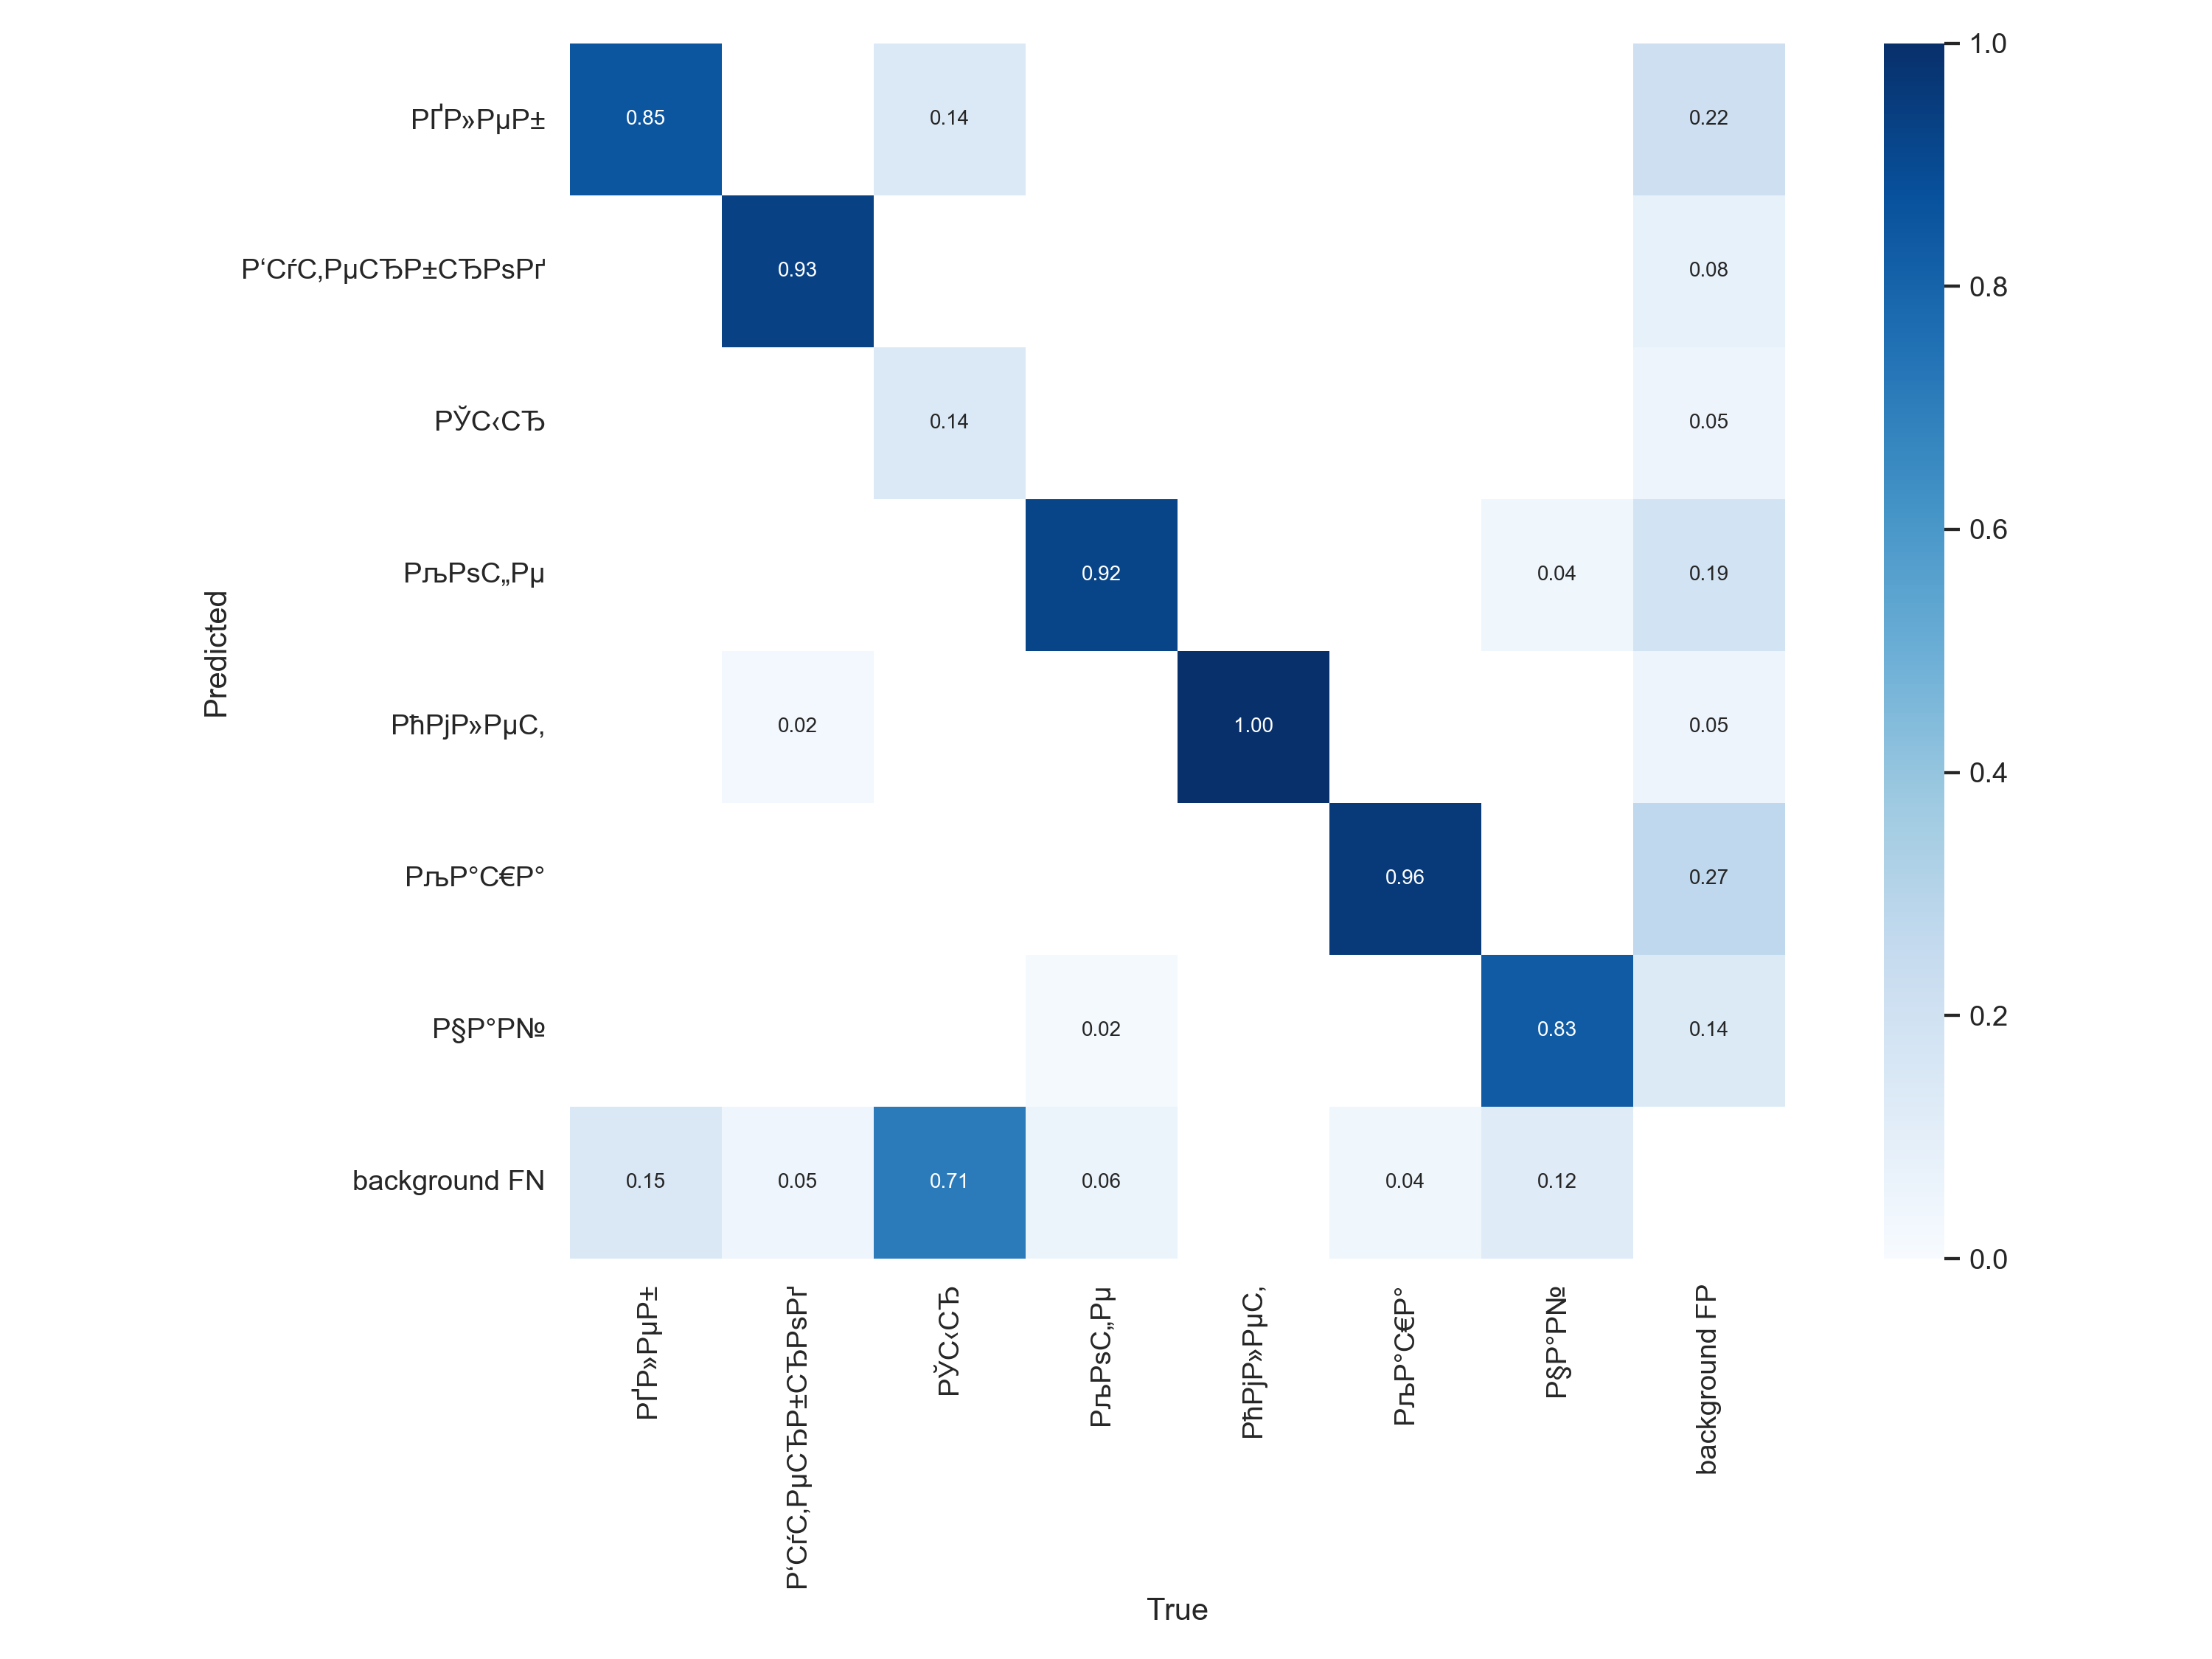 РҐР»РµР± 0.85 0.14 0.22 1.0
Р‘СѓС‚РµСЂР±СЂРѕРґ 0.93 0.08 0.8
РЎС‹СЂ 0.14 0.05
РљРѕС„Рµ 0.92 0.04 0.19 0.6
РћРјР»РµС‚ 0.02 1.00 0.05 0.4
РљР°С€Р° 0.96 0.27
Р§Р°Р№ 0.02 0.83 0.14 0.2
background FN 0.15 0.05 0.71 0.06 0.04 0.12 0.0
Predicted
РҐР»РµР±
Р‘СѓС‚РµСЂР±СЂРѕРґ
РЎС‹СЂ
РљРѕС„Рµ
РћРјР»РµС‚
РљР°С€Р°
Р§Р°Р№
background FP
True